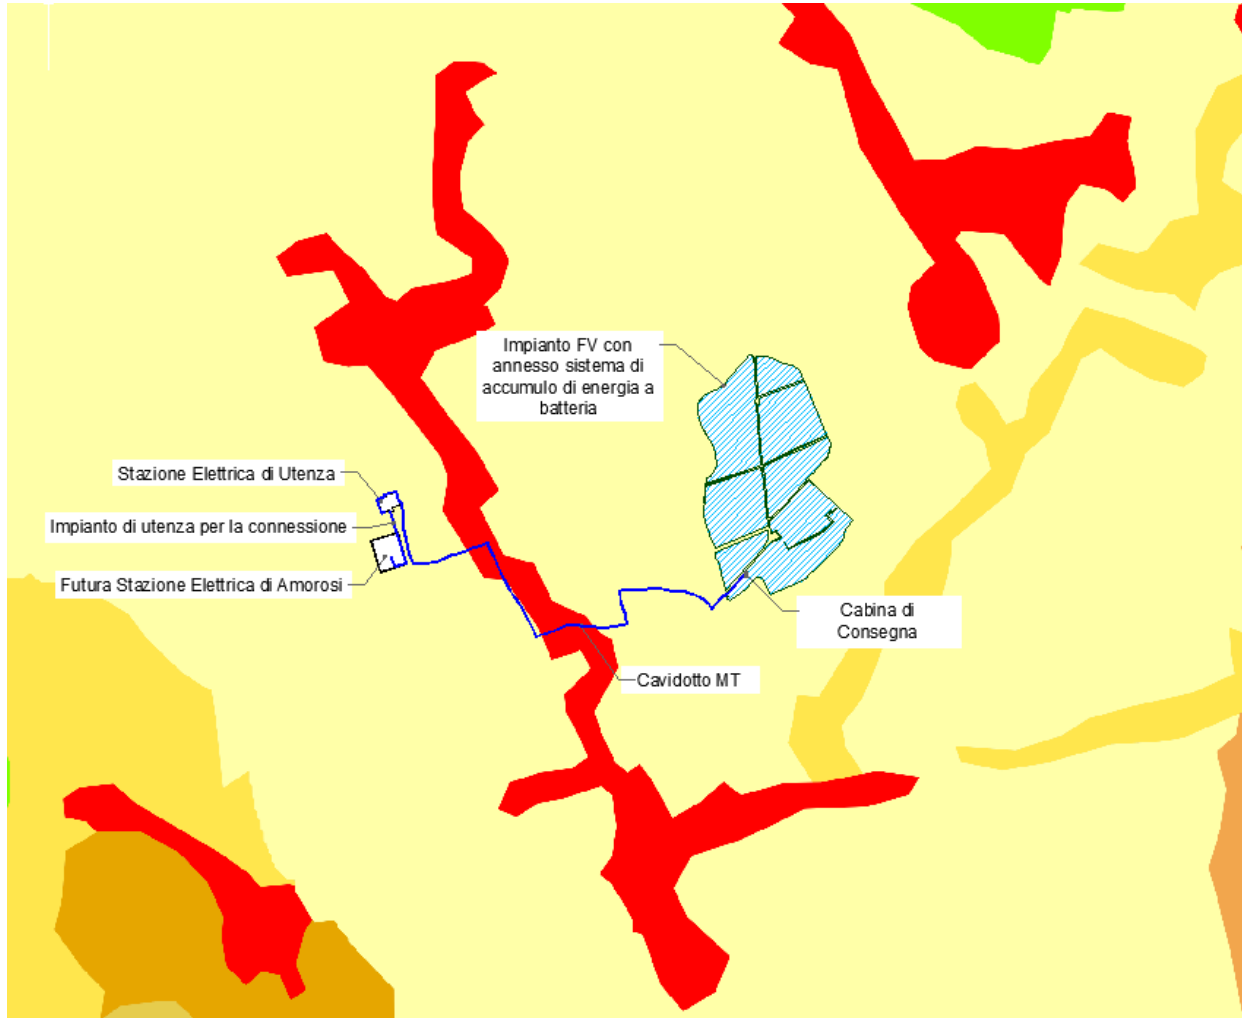 Impianto FV con
annesso sistema di
accumulo di energia a
batteria
Stazione Elettrica di Utenza
Impianto di utenza per la connessione
Futura Stazione Elettrica di Amorosi
Cabina di
Consegna
Cavidotto MT